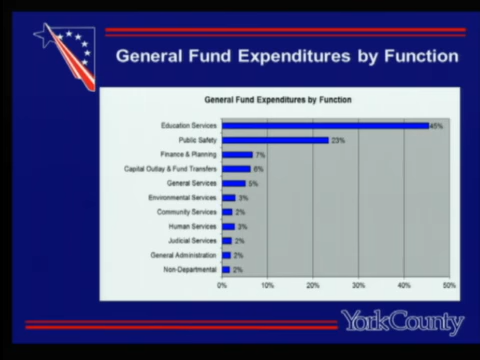 General Fund Expenditures by Function
General Fund Expenditures by Function
Education Services 45%
Public Safety 23%
Finance & Planning 7%
Capital Outlay & Fund Transfers 6%
General Services 5%
Environmental Services 3%
Community Services 2%
Human Services 3%
Judicial Services 2%
General Administration 2%
Non-Departmental 2%
0% 10% 20% 30% 40% 50%
York County